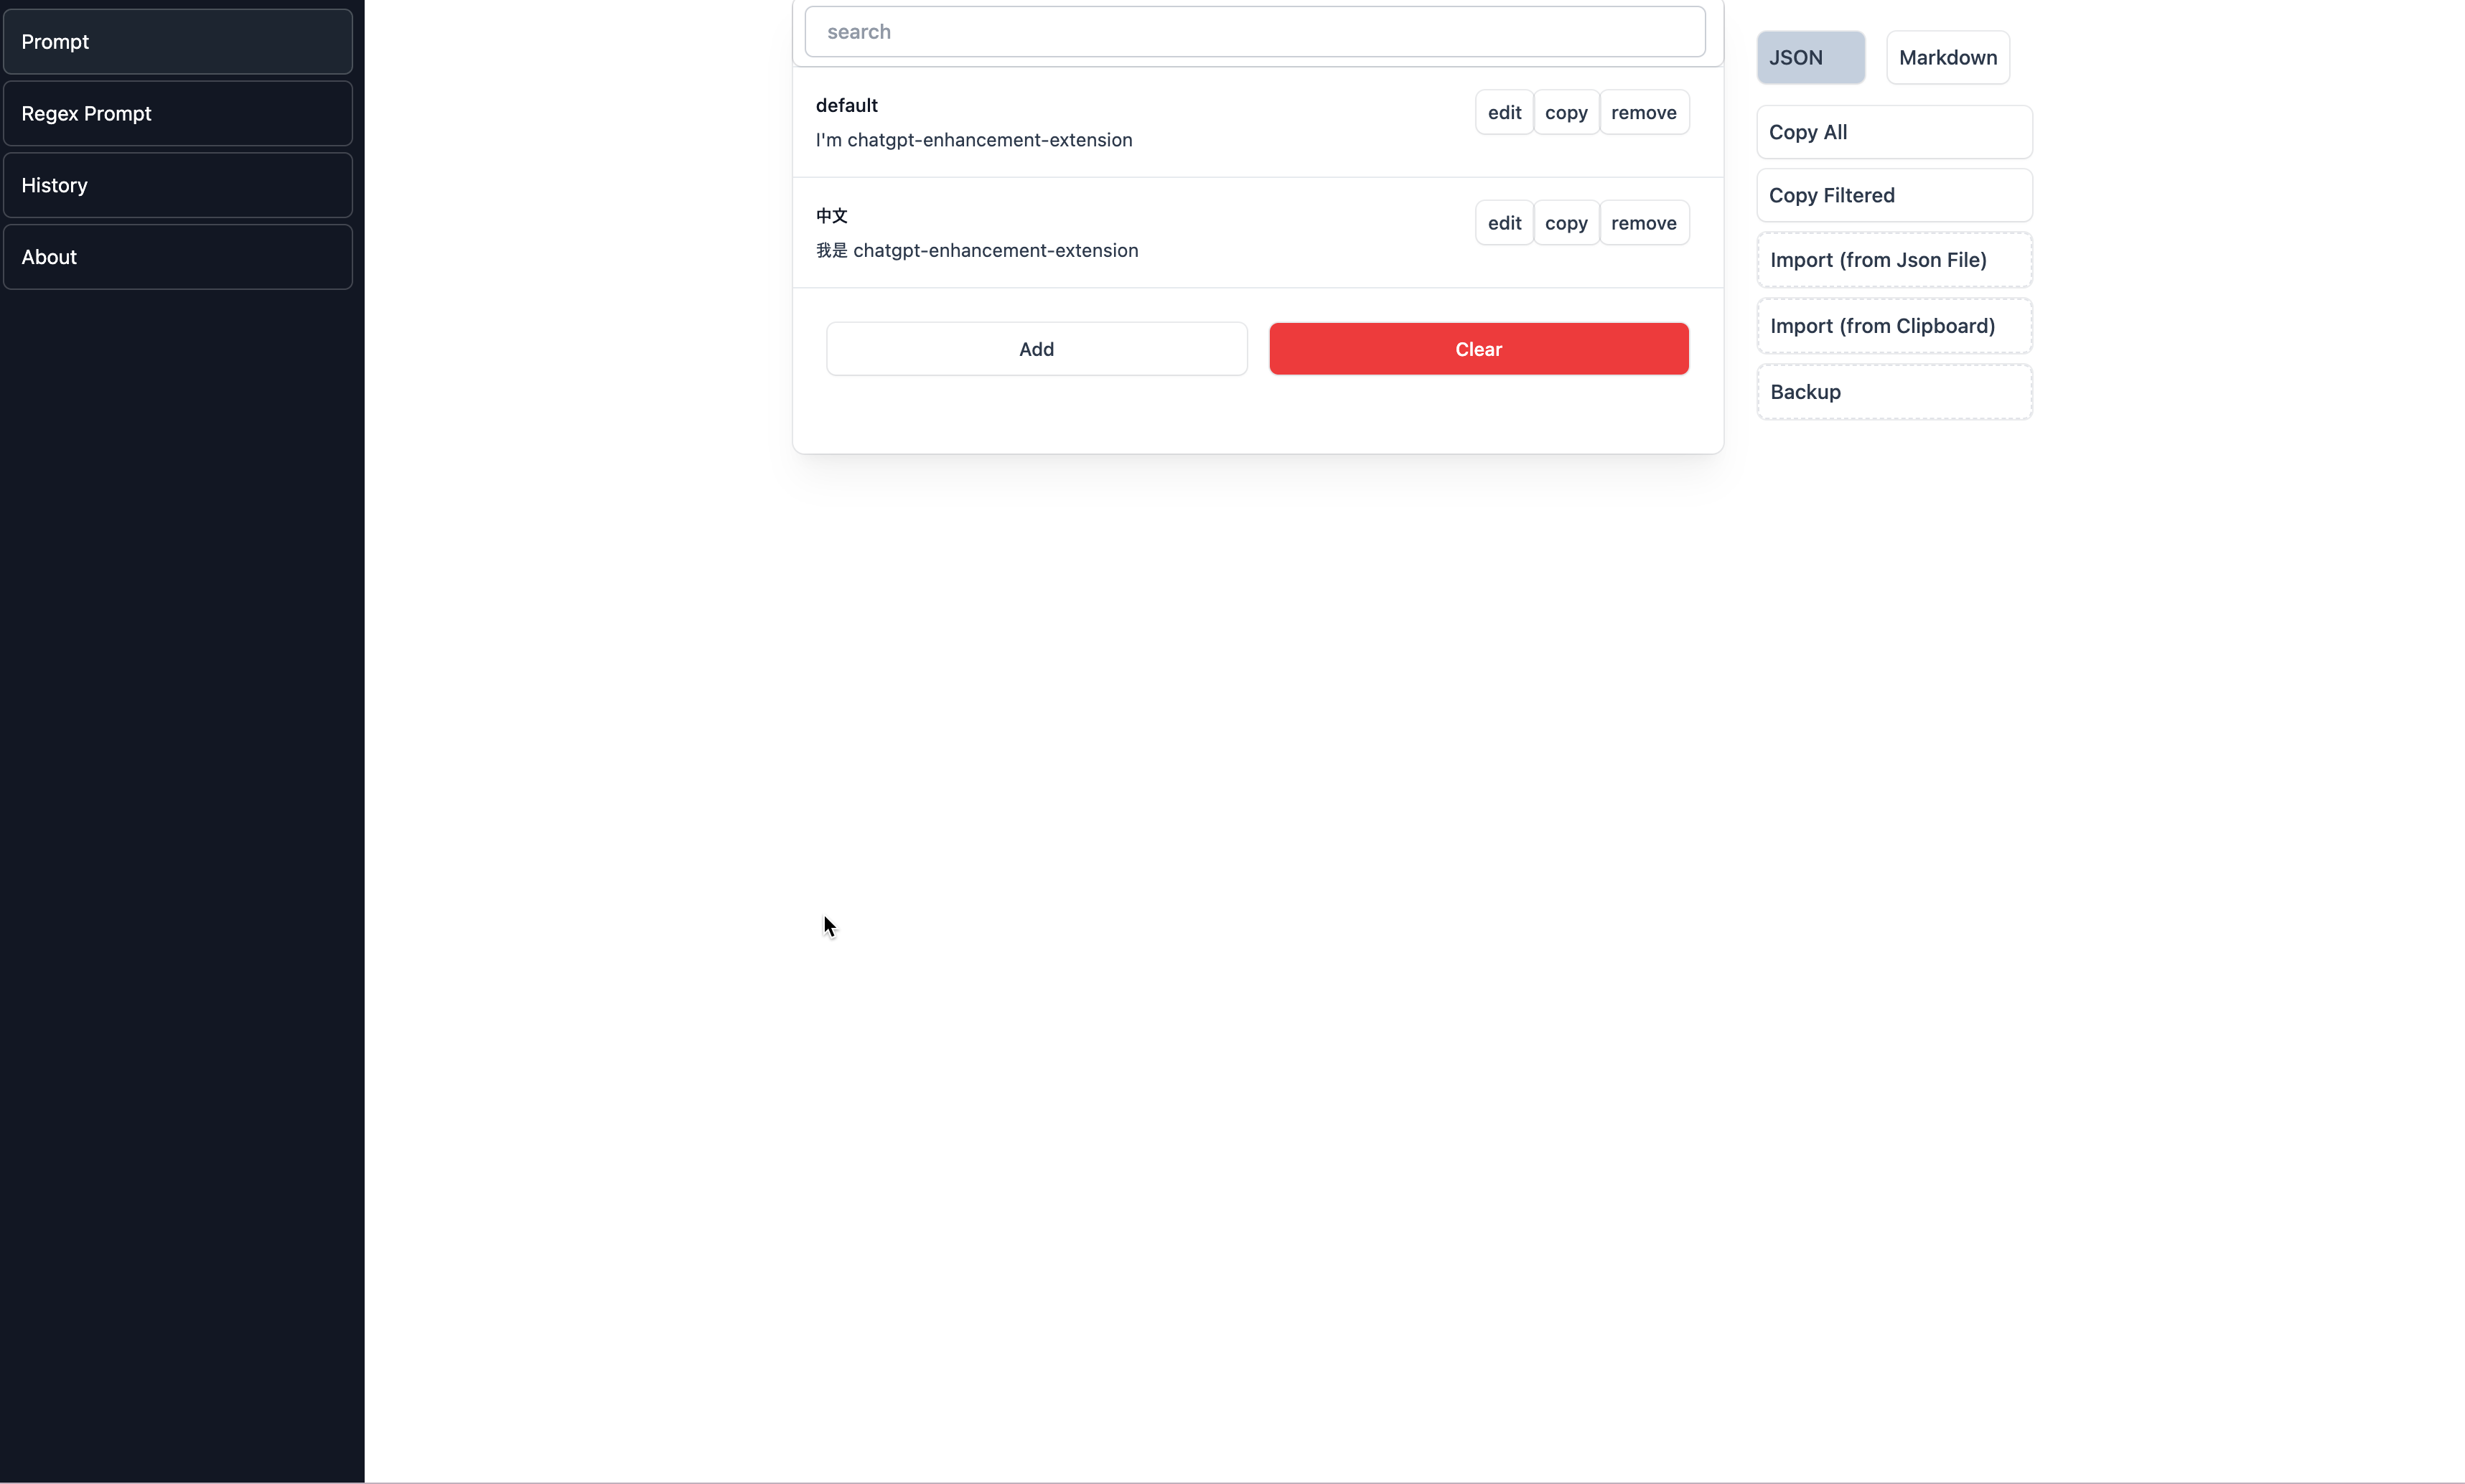 Prompt
Regex Prompt
History
About
search
default
I'm chatgpt-enhancement-extension
edit copy remove
中文
我是 chatgpt-enhancement-extension
edit copy remove
Add
Clear
JSON
Markdown
Copy All
Copy Filtered
Import (from Json File)
Import (from Clipboard)
Backup